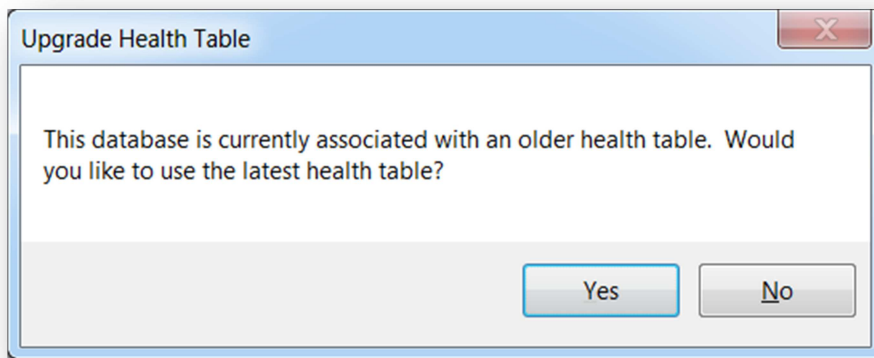 Upgrade Health Table
This database is currently associated with an older health table.  Would
you like to use the latest health table?
Yes
No